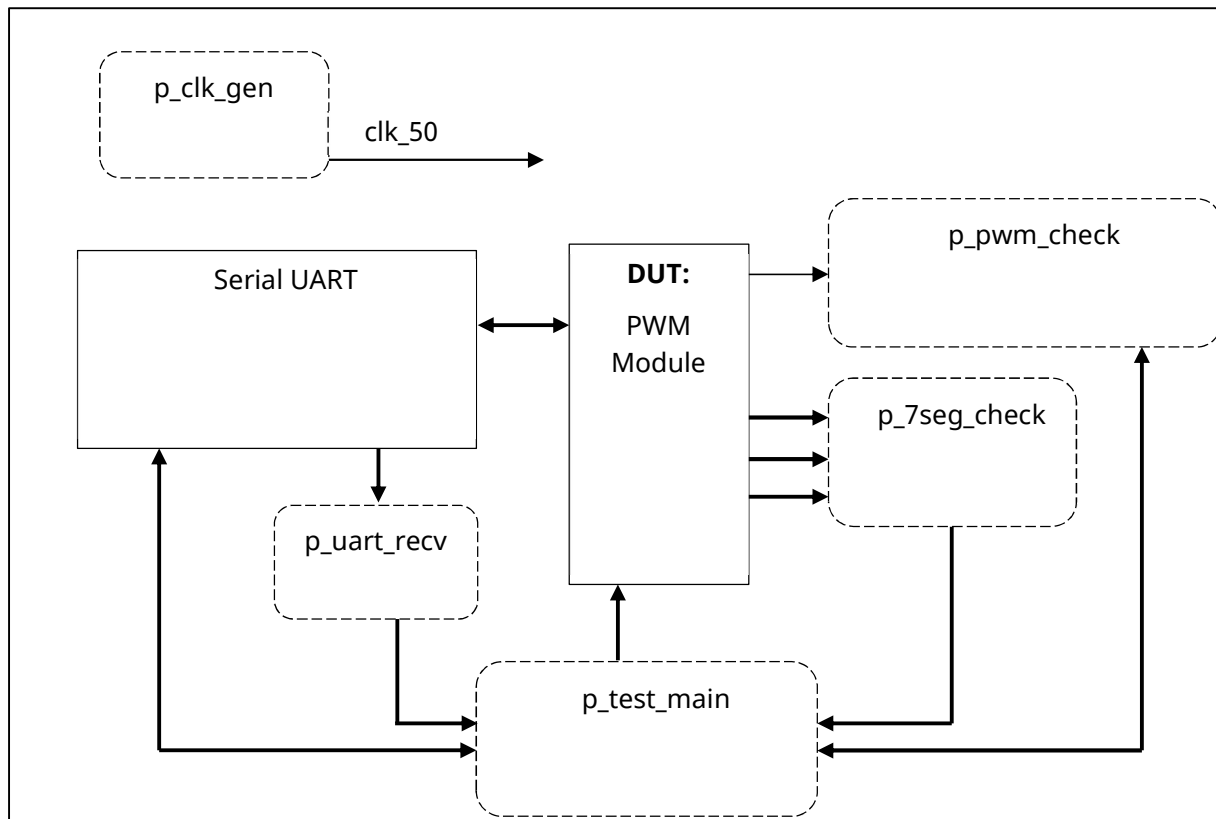 p_clk_gen
clk_50
p_pwm_check
Serial UART
DUT:
PWM
Module
p_7seg_check
p_uart_recv
p_test_main